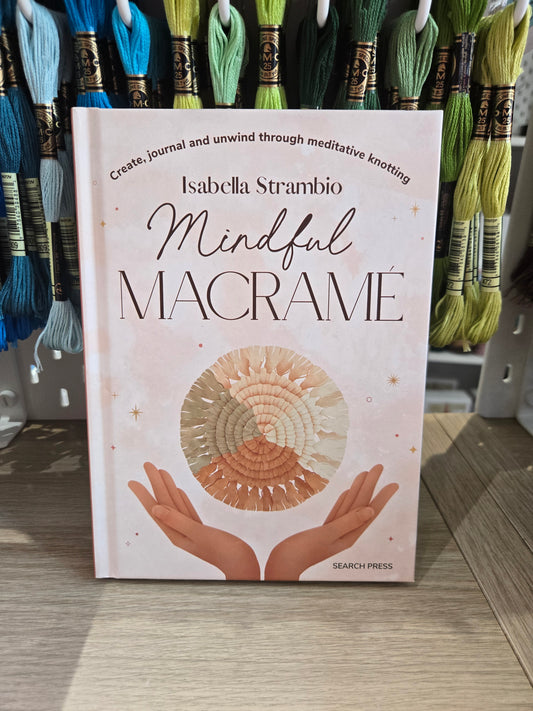 Create, journal and unwind through meditative knotting
Isabella Strambio
Mindful
MACRAMÉ
SEARCH PRESS